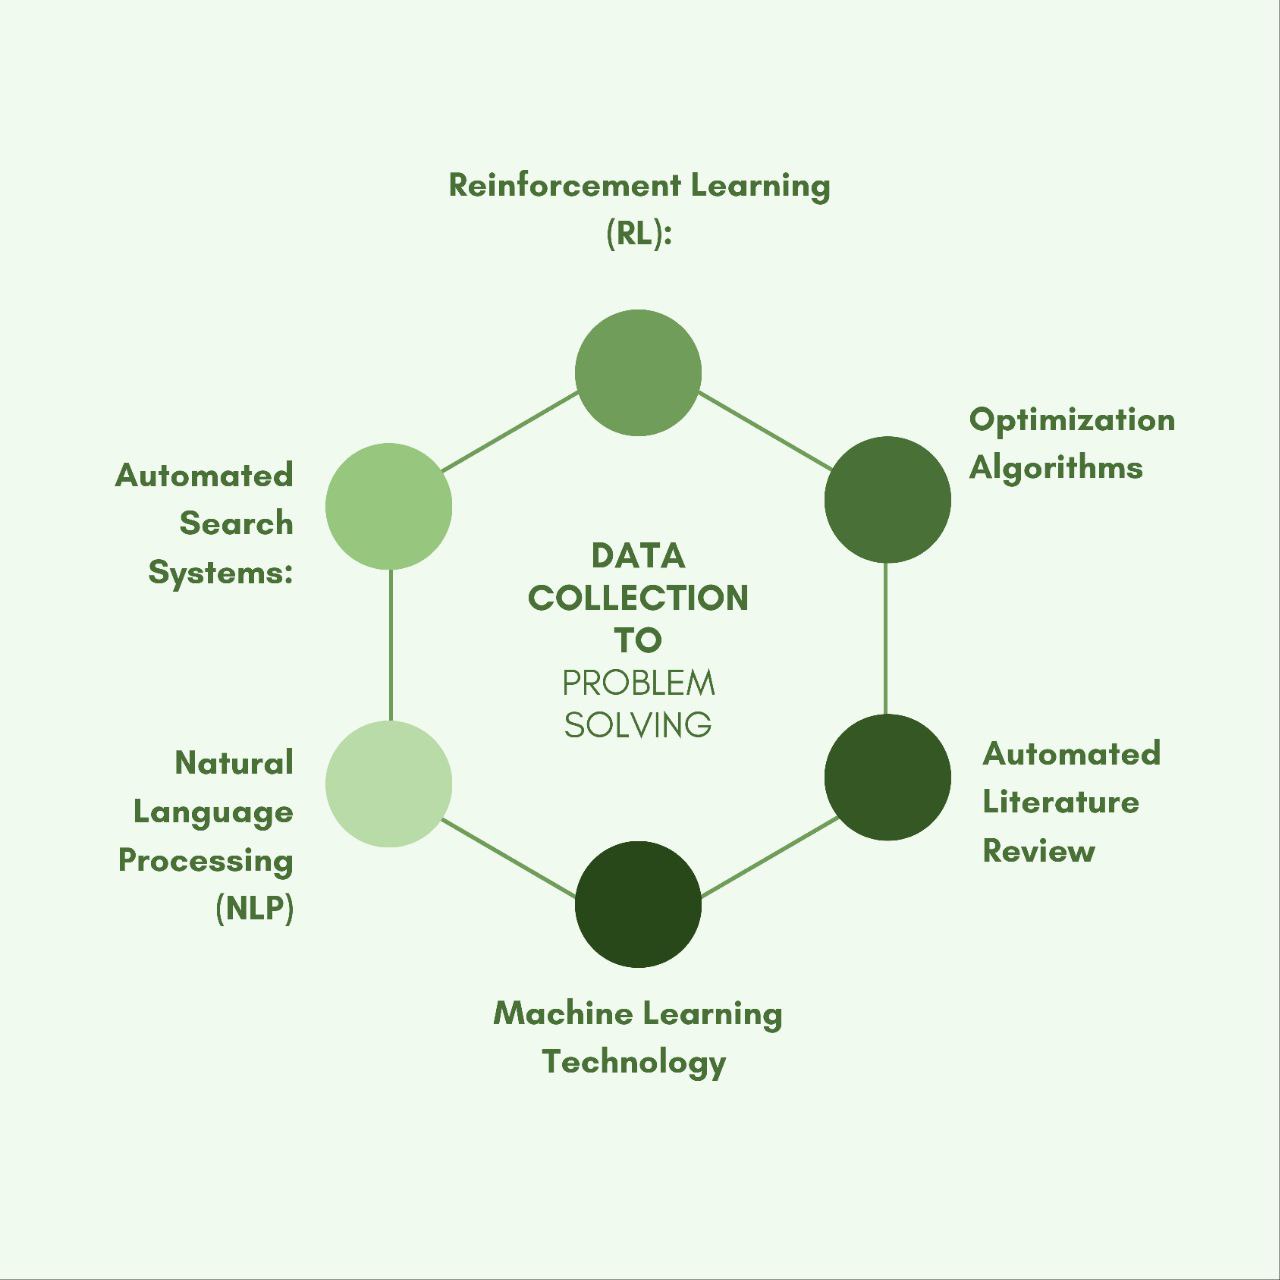 Reinforcement Learning
(RL):
Optimization
Algorithms
Automated
Search
Systems:
DATA
COLLECTION
TO
PROBLEM
SOLVING
Natural
Language
Processing
(NLP)
Automated
Literature
Review
Machine Learning
Technology